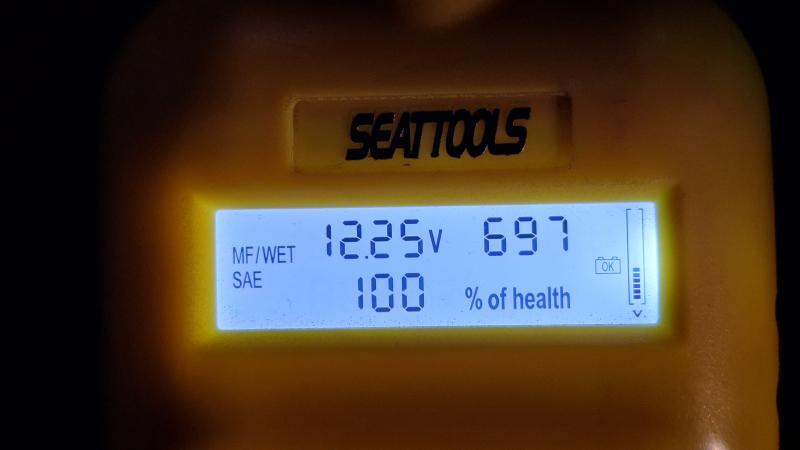 SEATTOOLS
MF/WET 12.25V 697
SAE 100 % of health
OK
V